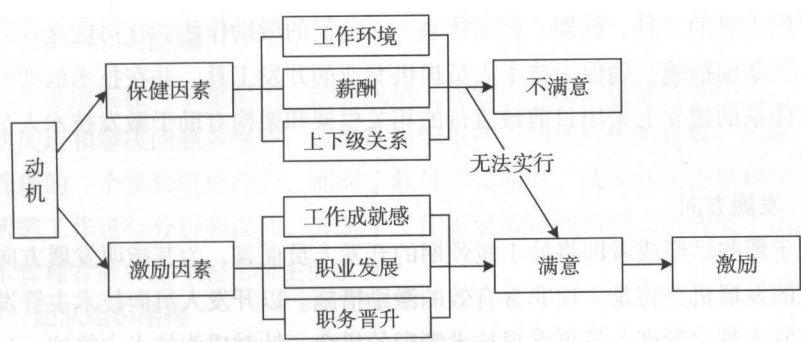 工作环境
保健因素
薪酬
不满意
上下级关系
动机
无法实行
工作成就感
激励因素
职业发展
满意
激励
职务晋升